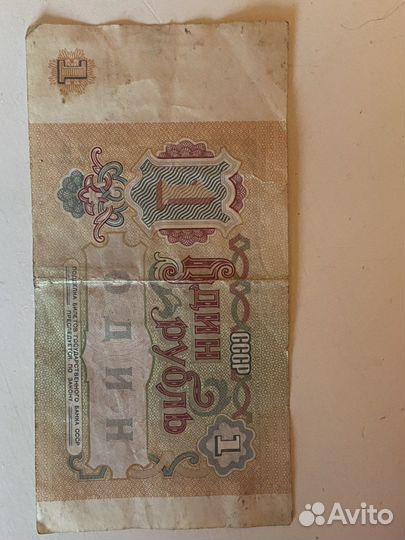 1
1
СССР
Один
рубль
1
ОДИН
ПОДДЕЛКА БИЛЕТОВ ГОСУДАРСТВЕННОГО БАНКА СССР
ПРЕСЛЕДУЕТСЯ ПО ЗАКОНУ
Avito